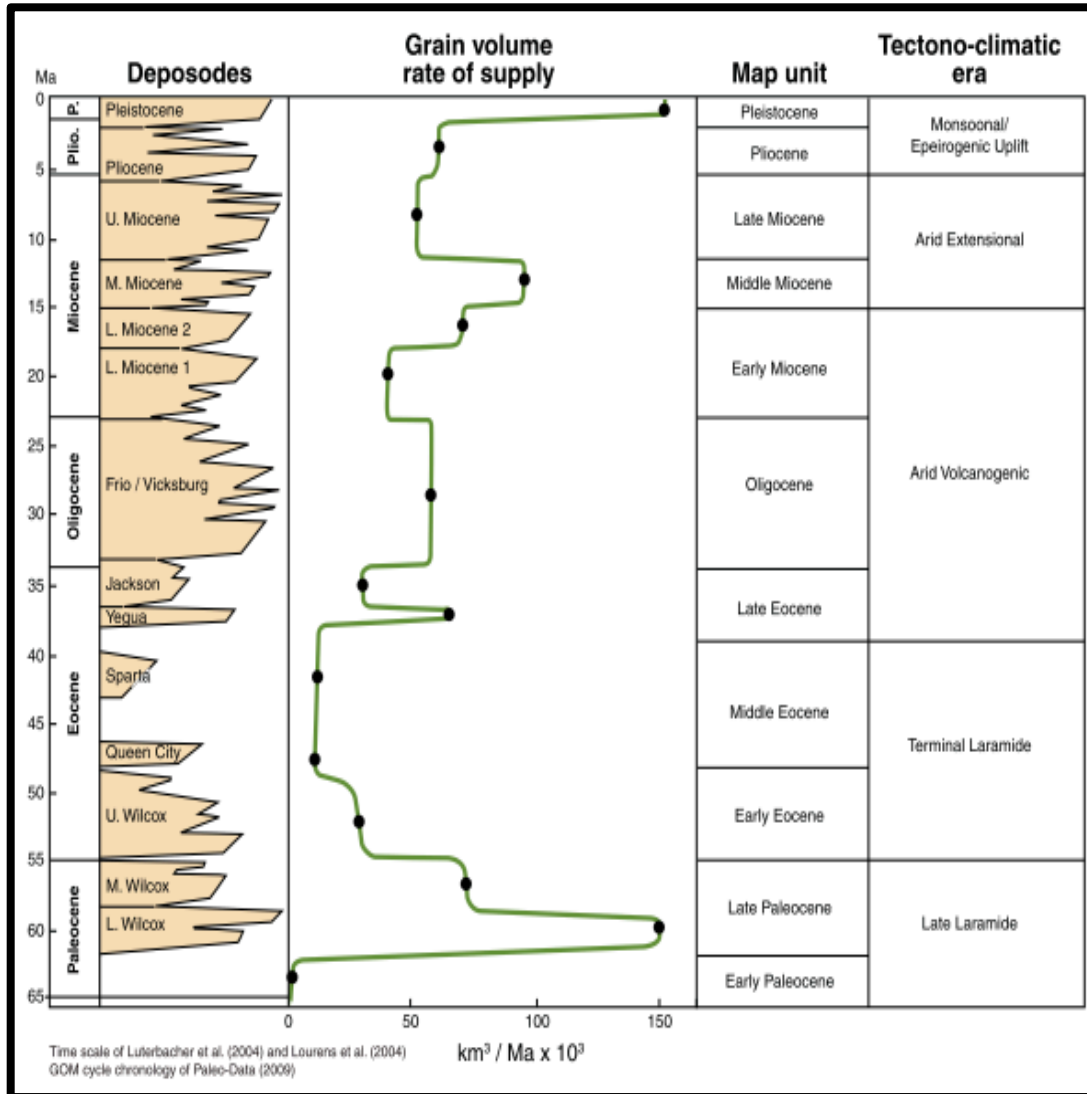 Grain volume
rate of supply
Tectono-climatic
era
Ma
Deposodes
Map unit
0
5
10
15
20
25
30
35
40
45
50
55
60
65
P.
Plio.
Miocene
Oligocene
Eocene
Paleocene
Pleistocene
Pliocene
U. Miocene
M. Miocene
L. Miocene 2
L. Miocene 1
Frio / Vicksburg
Jackson
Yegua
Sparta
Queen City
U. Wilcox
M. Wilcox
L. Wilcox
Pleistocene
Pliocene
Late Miocene
Middle Miocene
Early Miocene
Oligocene
Late Eocene
Middle Eocene
Early Eocene
Late Paleocene
Early Paleocene
Monsoonal/
Epeirogenic Uplift
Arid Extensional
Arid Volcanogenic
Terminal Laramide
Late Laramide
0 50 100 150
km³ / Ma x 10³
Time scale of Luterbacher et al. (2004) and Lourens et al. (2004)
GOM cycle chronology of Paleo-Data (2009)